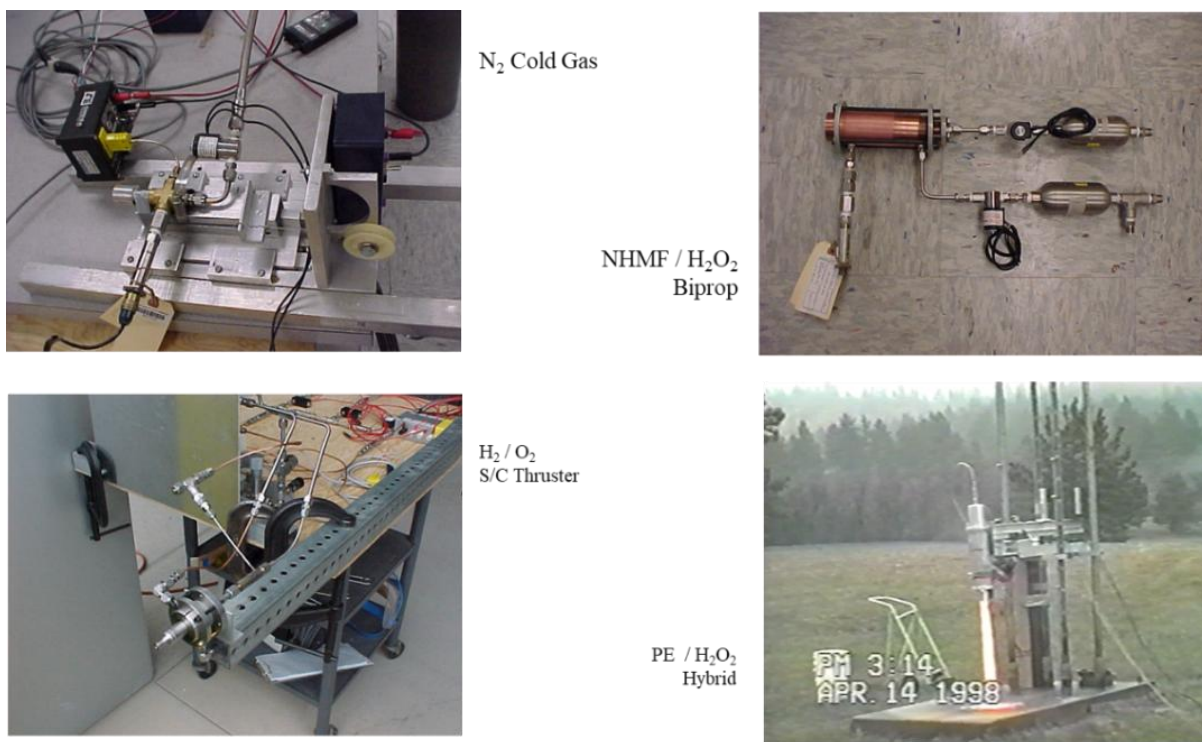 N₂ Cold Gas
NHMF / H₂O₂
Biprop
H₂ / O₂
S/C Thruster
PE / H₂O₂
Hybrid
PM 3:14
APR. 14 1998